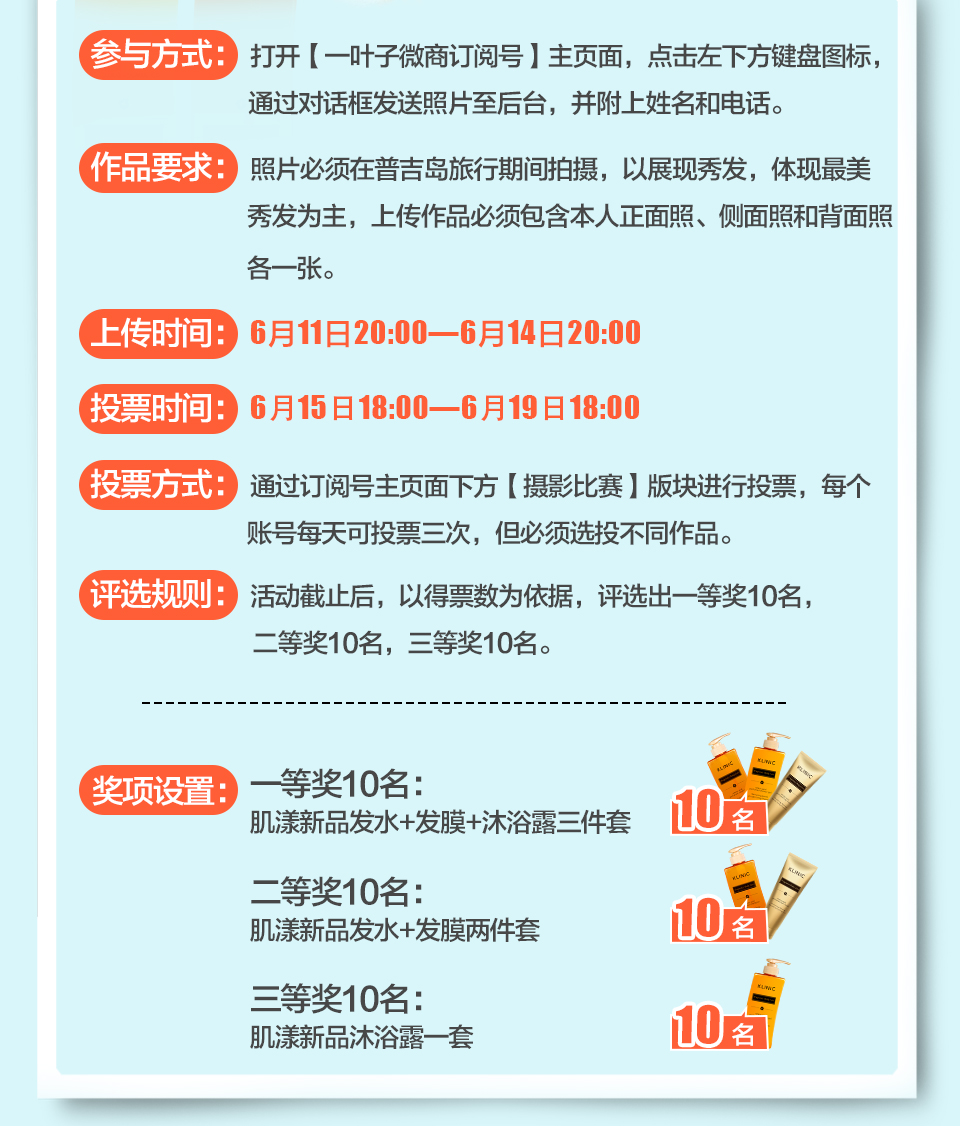 参与方式：打开【一叶子微商订阅号】主页面，点击左下方键盘图标，
通过对话框发送照片至后台，并附上姓名和电话。
作品要求：照片必须在普吉岛旅行期间拍摄，以展现秀发，体现最美
秀发为主，上传作品必须包含本人正面照、侧面照和背面照
各一张。
上传时间：6月11日20:00—6月14日20:00
投票时间：6月15日18:00—6月19日18:00
投票方式：通过订阅号主页面下方【摄影比赛】版块进行投票，每个
账号每天可投票三次，但必须选投不同作品。
评选规则：活动截止后，以得票数为依据，评选出一等奖10名，
二等奖10名，三等奖10名。
奖项设置：一等奖10名：
肌漾新品发水+发膜+沐浴露三件套
KLINIC
KLINIC
KLINIC
10名
二等奖10名：
肌漾新品发水+发膜两件套
KLINIC
KLINIC
10名
三等奖10名：
肌漾新品沐浴露一套
KLINIC
10名